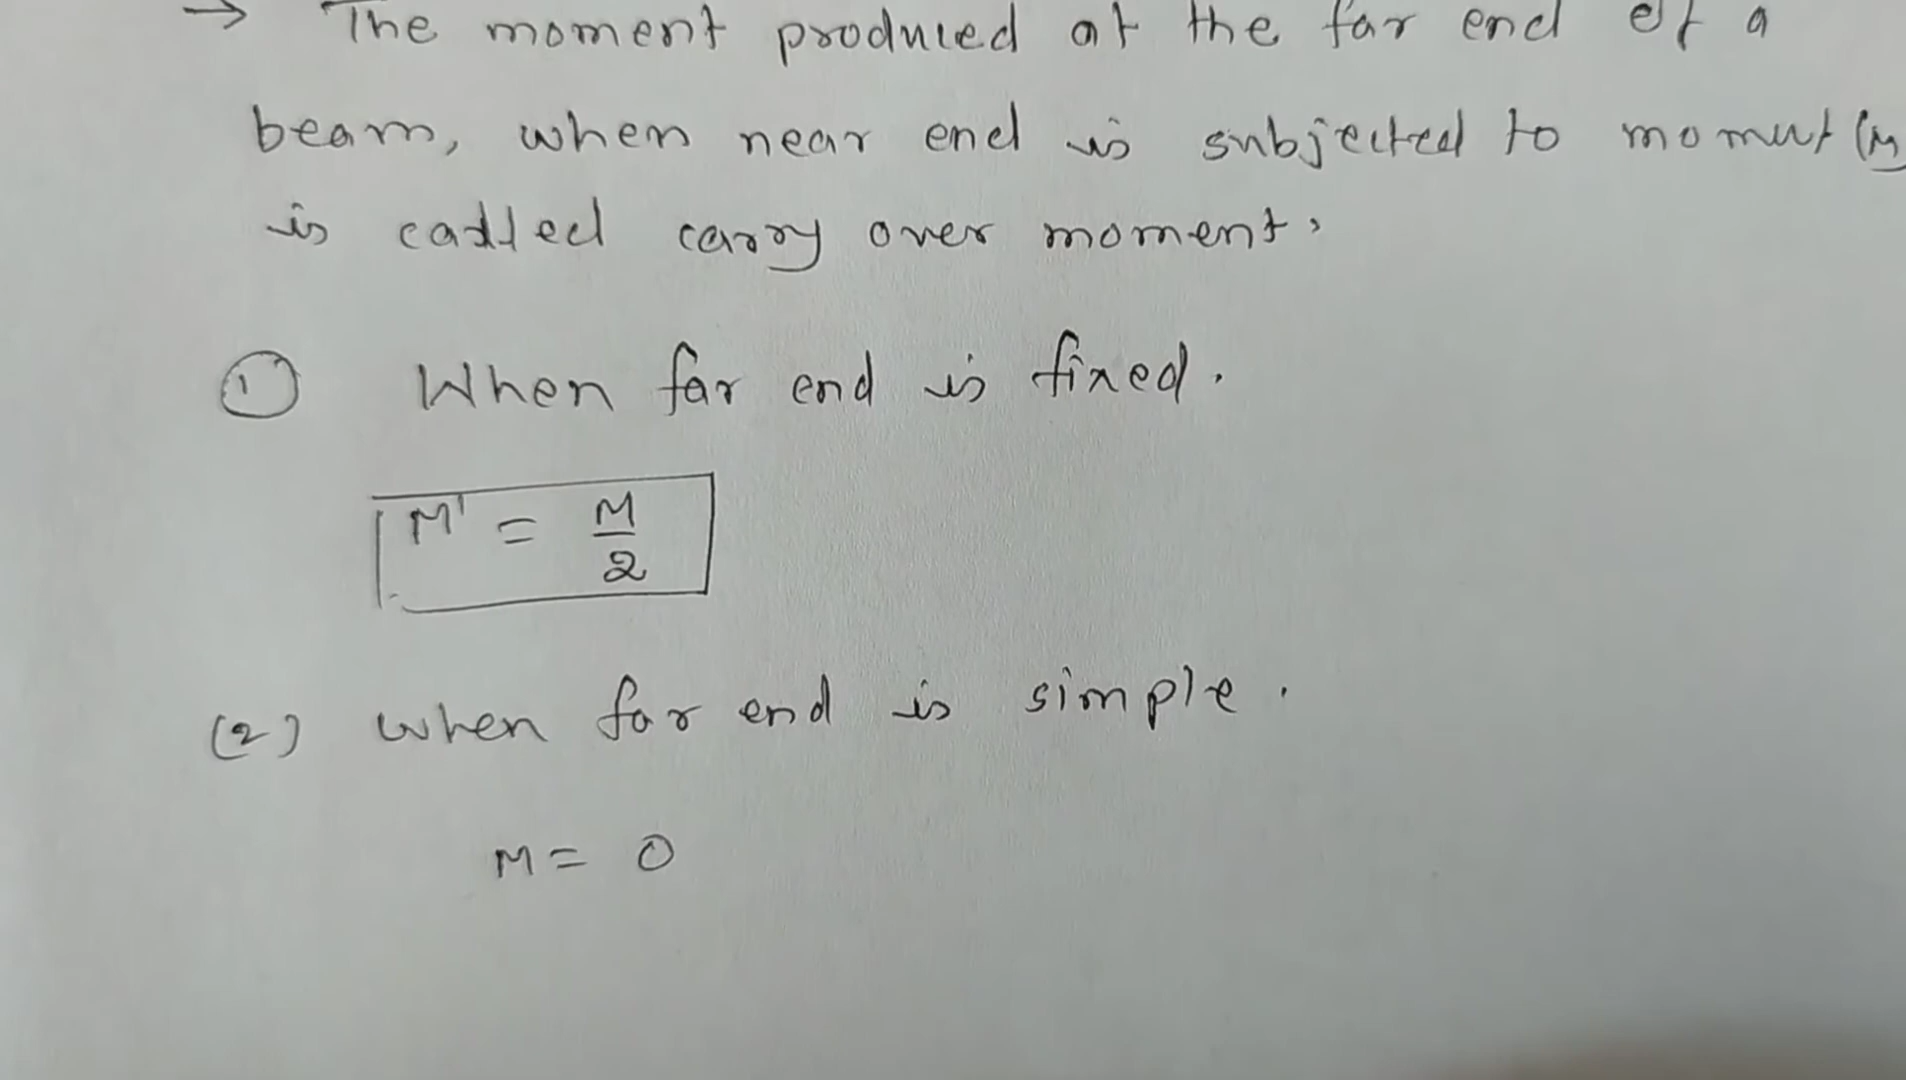 → The moment produced at the far end of a
beam, when near end is subjected to moment (M
is called carry over moment.
① When far end is fixed.
M' = M/2
(2) when far end is simple.
M = 0